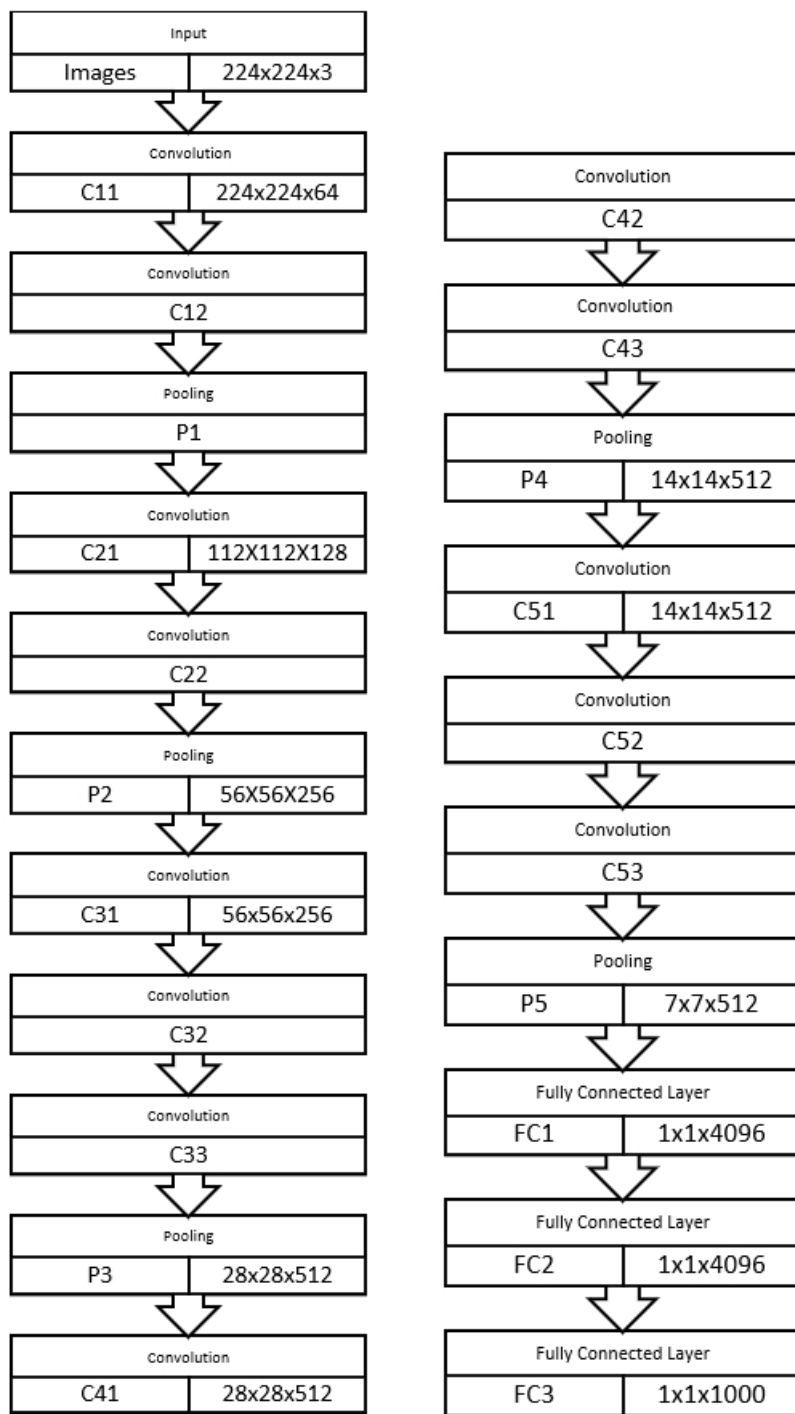 Input
Images 224x224x3
Convolution
C11 224x224x64
Convolution
C12
Pooling
P1
Convolution
C21 112X112X128
Convolution
C22
Pooling
P2 56X56X256
Convolution
C31 56x56x256
Convolution
C32
Convolution
C33
Pooling
P3 28x28x512
Convolution
C41 28x28x512
Convolution
C42
Convolution
C43
Pooling
P4 14x14x512
Convolution
C51 14x14x512
Convolution
C52
Convolution
C53
Pooling
P5 7x7x512
Fully Connected Layer
FC1 1x1x4096
Fully Connected Layer
FC2 1x1x4096
Fully Connected Layer
FC3 1x1x1000